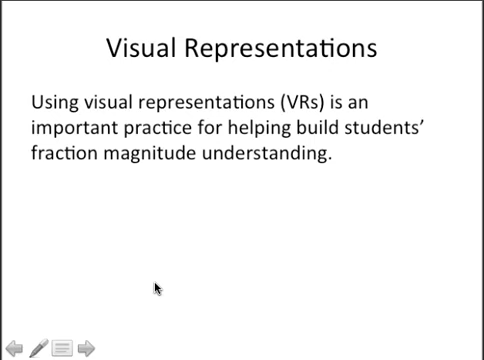 Visual Representations
Using visual representations (VRs) is an
important practice for helping build students’
fraction magnitude understanding.